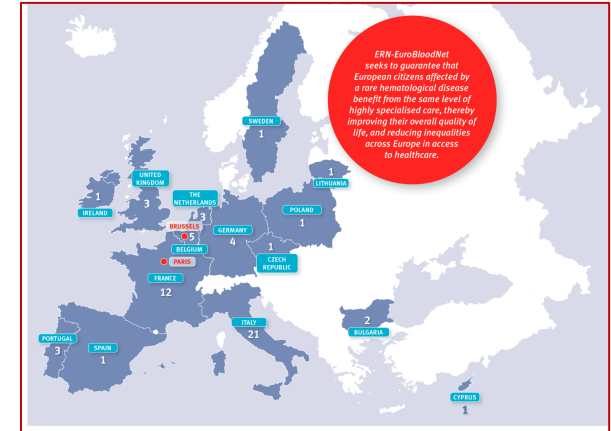 ERN-EuroBloodNet
seeks to guarantee that
European citizens affected by
a rare hematological disease
benefit from the same level of
highly specialised care, thereby
improving their overall quality of
life, and reducing inequalities
across Europe in access
to healthcare.
SWEDEN
1
1
LITHUANIA
UNITED
KINGDOM
3
1
IRELAND
THE
NETHERLANDS
3
POLAND
1
BRUSSELS
5
BELGIUM
GERMANY
4
1
CZECH
REPUBLIC
PARIS
FRANCE
12
ITALY
21
2
BULGARIA
PORTUGAL
3
SPAIN
1
CYPRUS
1